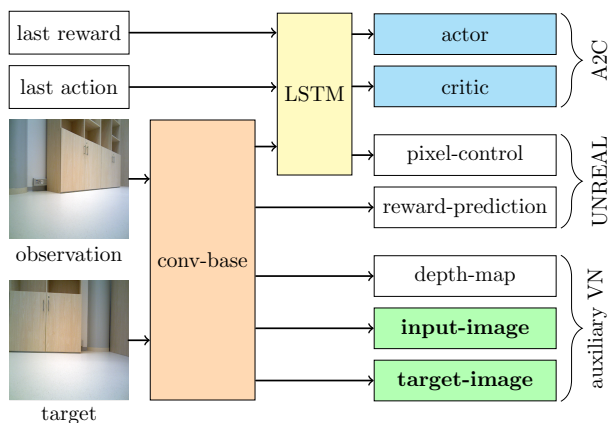 last reward
last action
observation
target
conv-base
LSTM
actor
critic
pixel-control
reward-prediction
depth-map
input-image
target-image
A2C
UNREAL
auxiliary VN